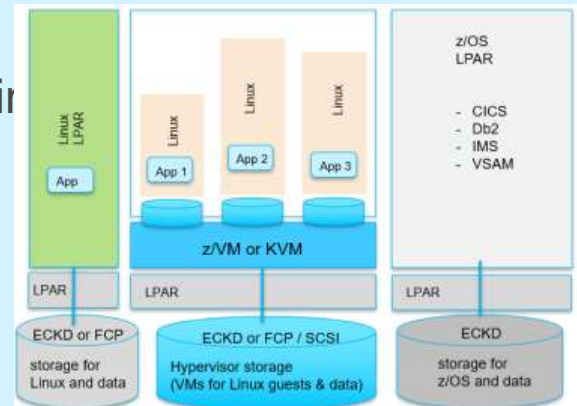 Linux
LPAR
App
LPAR
ECKD or FCP
storage for
Linux and data
Linux
App 1
Linux
App 2
Linux
App 3
z/VM or KVM
LPAR
ECKD or FCP / SCSI
Hypervisor storage
(VMs for Linux guests & data)
z/OS
LPAR
- CICS
- Db2
- IMS
- VSAM
LPAR
ECKD
storage for
z/OS and data